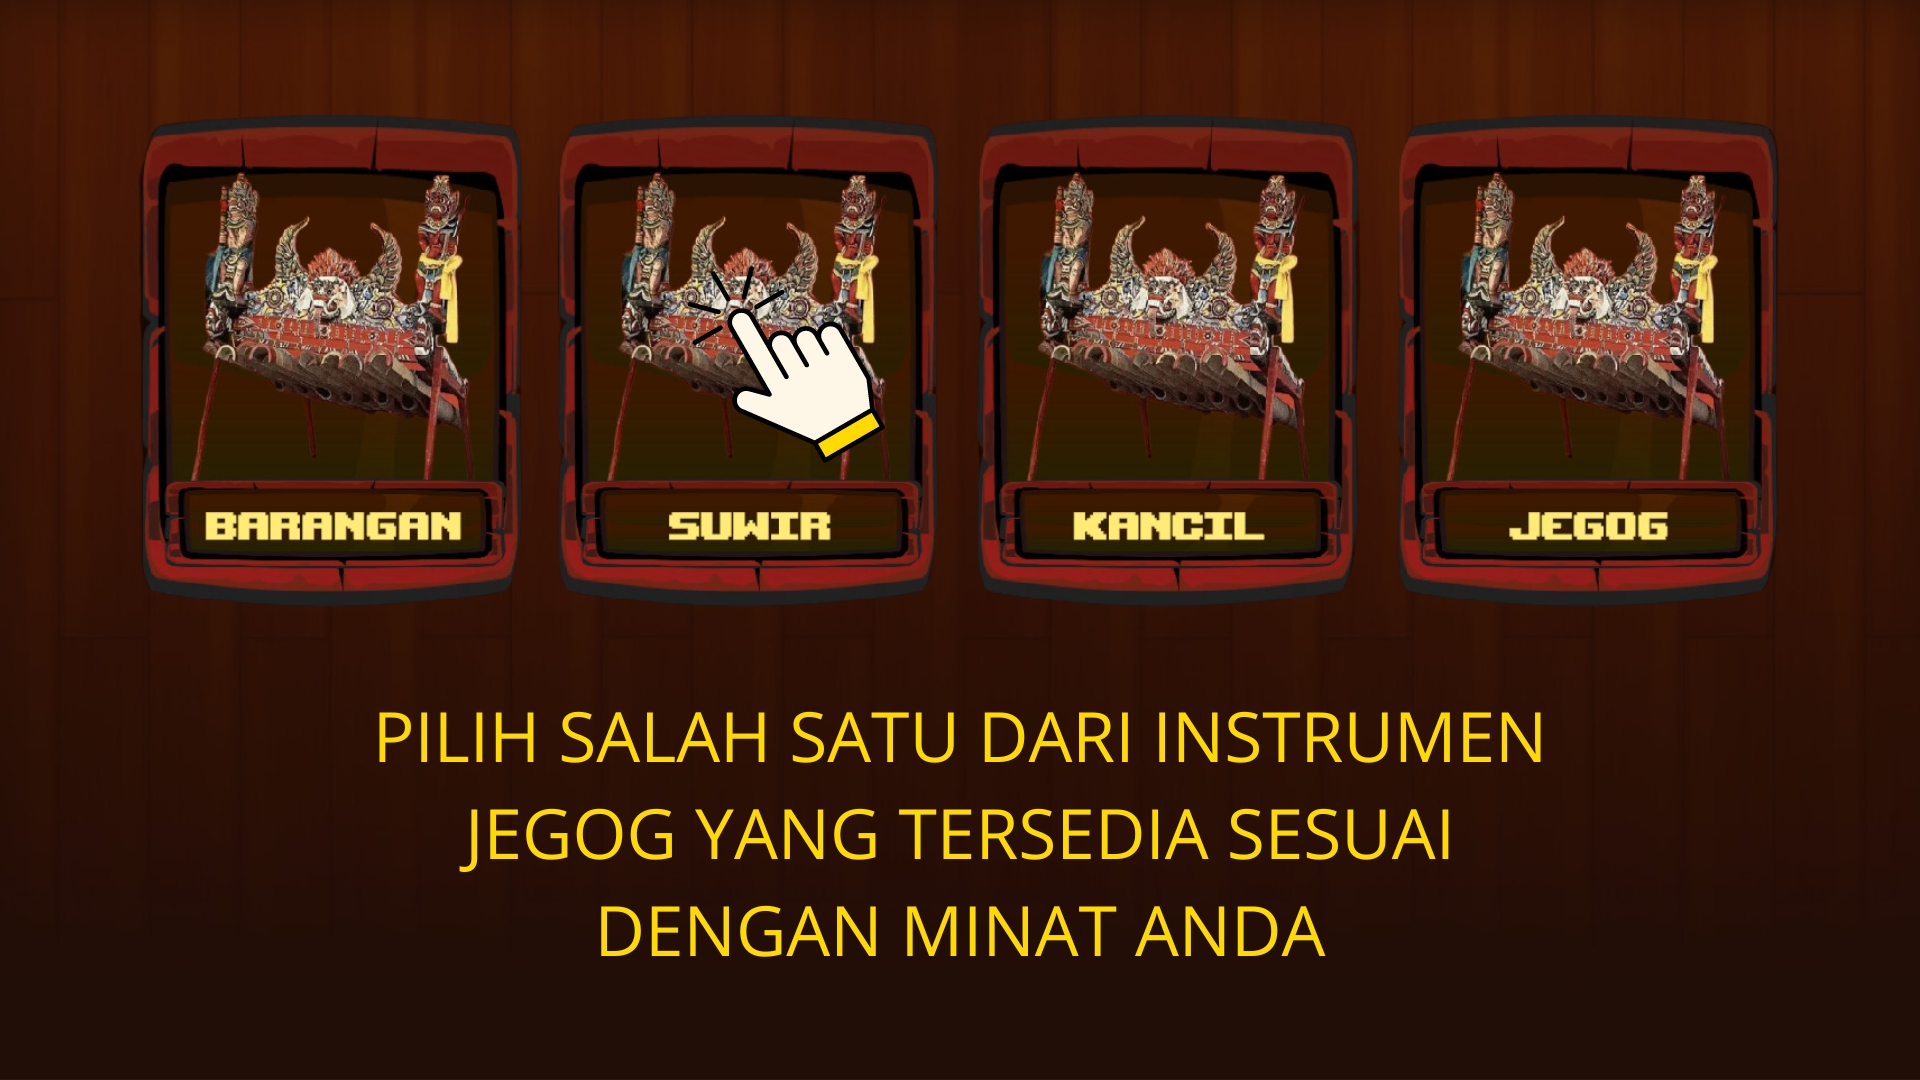 BARANGAN
SUWIR
KANCIL
JEGOG
PILIH SALAH SATU DARI INSTRUMEN
JEGOG YANG TERSEDIA SESUAI
DENGAN MINAT ANDA